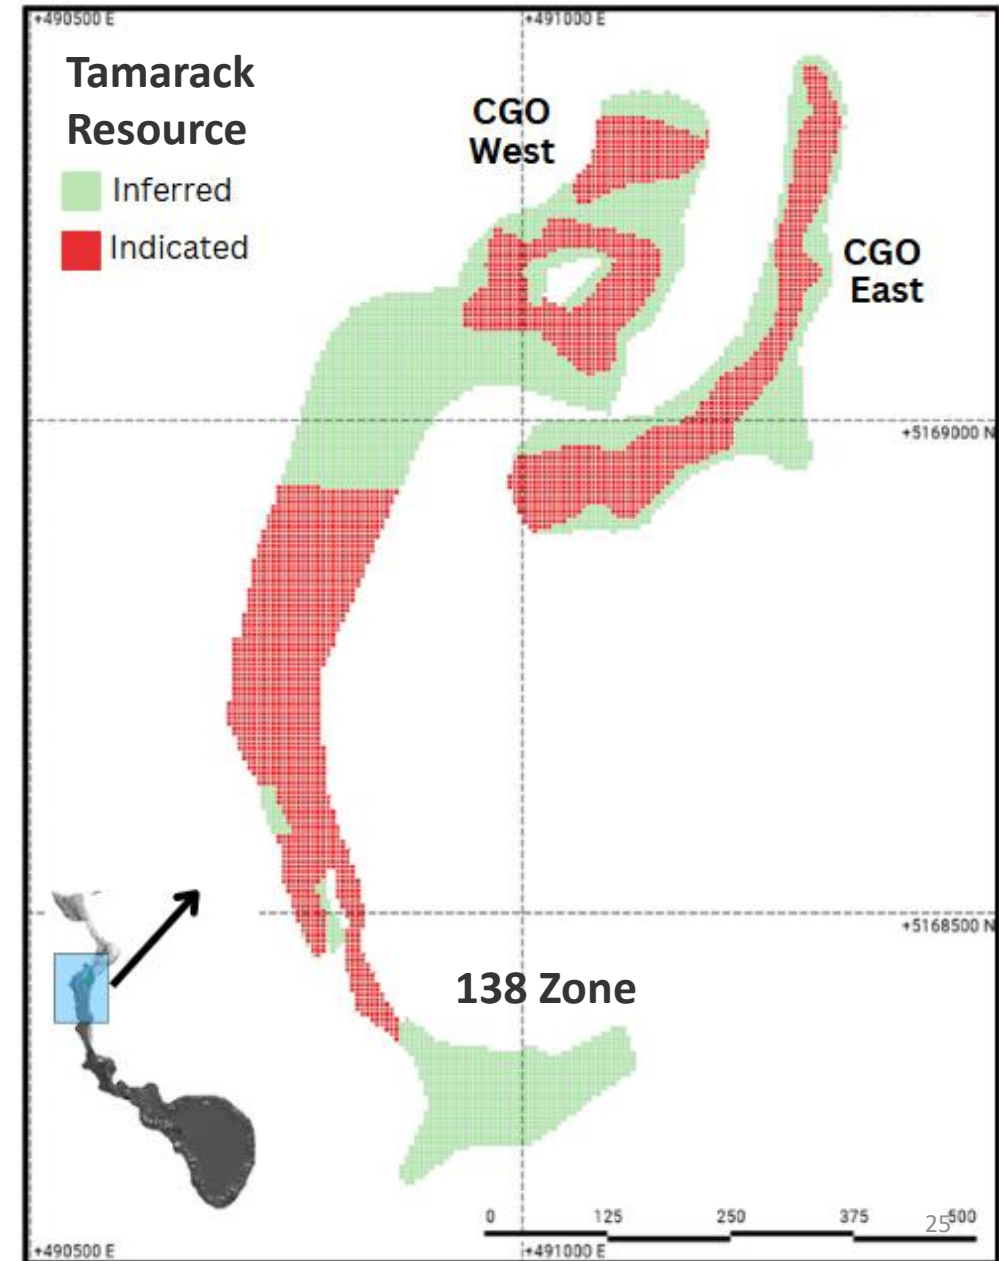 +490500 E
+491000 E
Tamarack
Resource
Inferred
Indicated
CGO
West
CGO
East
+5169000 N
+5168500 N
138 Zone
0 125 250 375 500
25
+490500 E
+491000 E